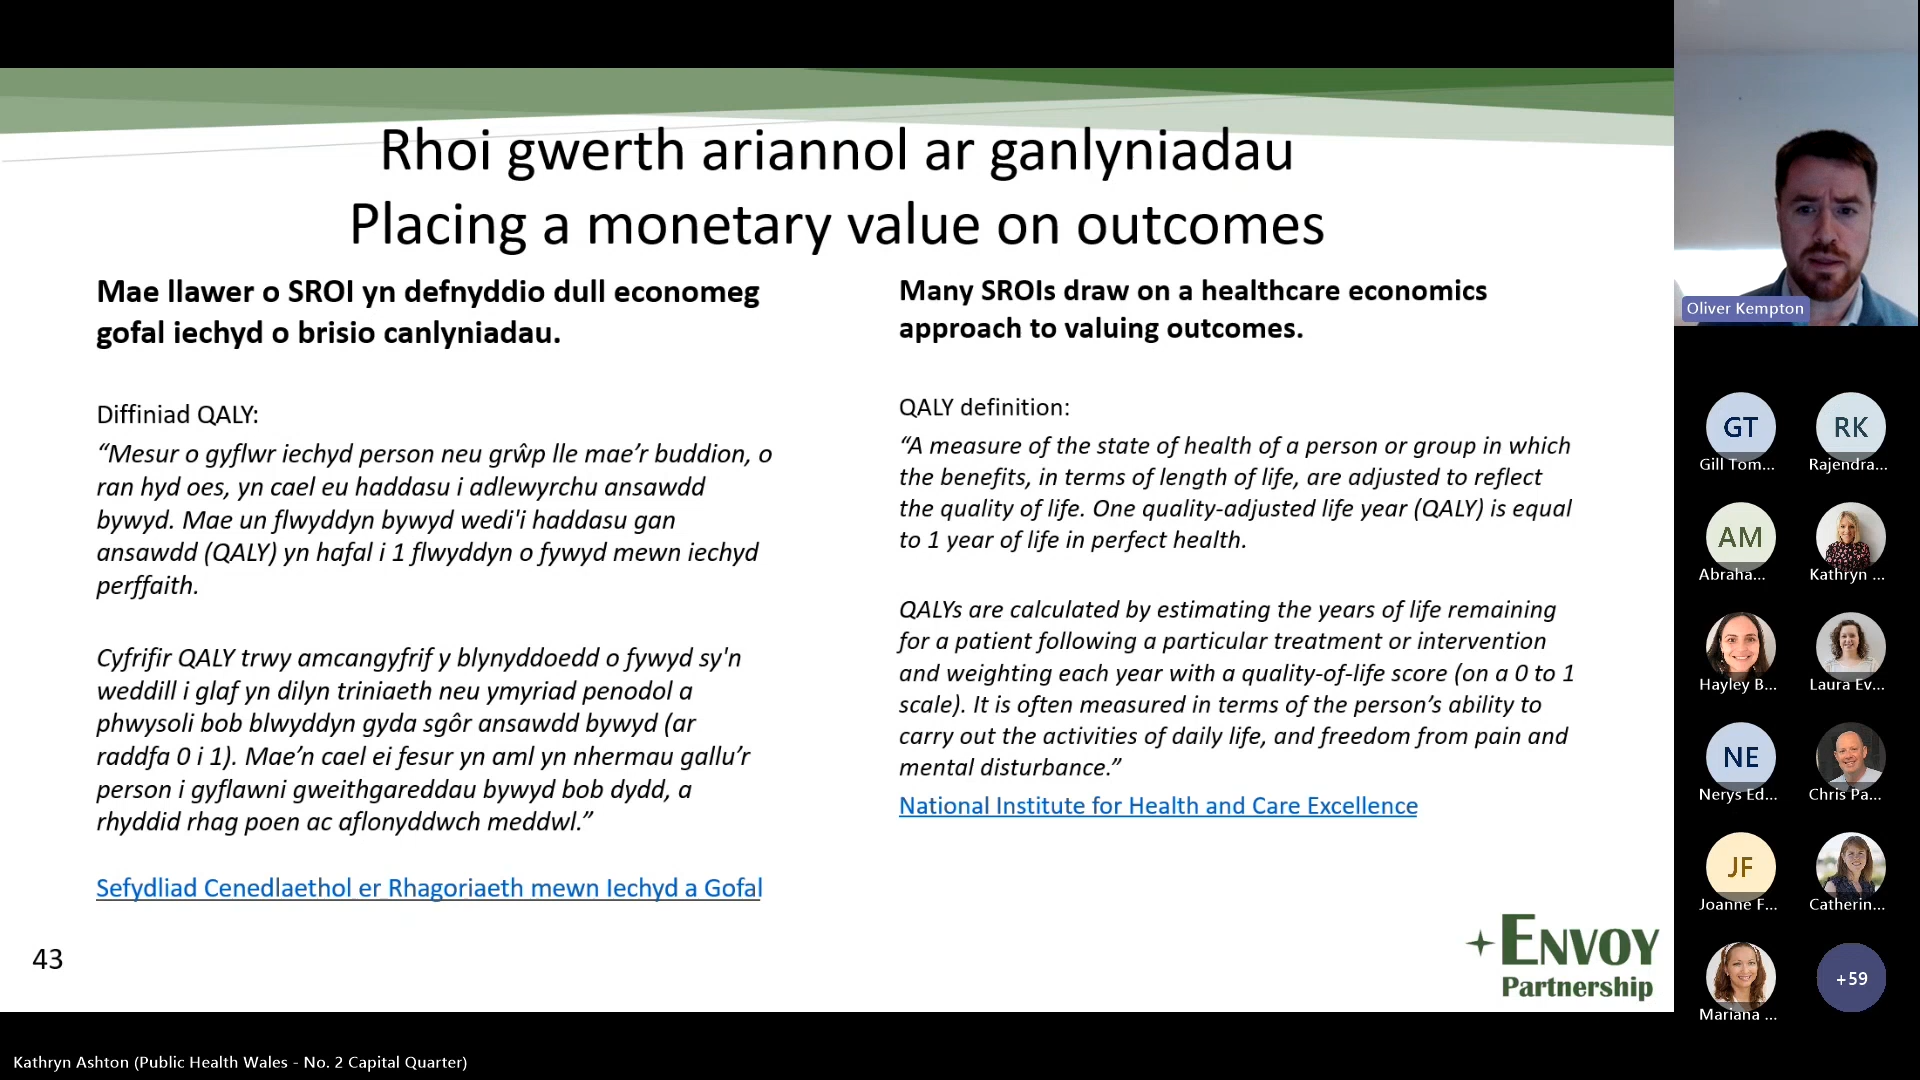 Rhoi gwerth ariannol ar ganlyniadau
Placing a monetary value on outcomes
Mae llawer o SROI yn defnyddio dull economeg
gofal iechyd o brisio canlyniadau.
Diffiniad QALY:
“Mesur o gyflwr iechyd person neu grŵp lle mae’r buddion, o
ran hyd oes, yn cael eu haddasu i adlewyrchu ansawdd
bywyd. Mae un flwyddyn bywyd wedi'i haddasu gan
ansawdd (QALY) yn hafal i 1 flwyddyn o fywyd mewn iechyd
perffaith.
Cyfrifir QALY trwy amcangyfrif y blynyddoedd o fywyd sy'n
weddill i glaf yn dilyn triniaeth neu ymyriad penodol a
phwysoli bob blwyddyn gyda sgôr ansawdd bywyd (ar
raddfa 0 i 1). Mae’n cael ei fesur yn aml yn nhermau gallu’r
person i gyflawni gweithgareddau bywyd bob dydd, a
rhyddid rhag poen ac aflonyddwch meddwl.”
Sefydliad Cenedlaethol er Rhagoriaeth mewn Iechyd a Gofal
Many SROIs draw on a healthcare economics
approach to valuing outcomes.
QALY definition:
“A measure of the state of health of a person or group in which
the benefits, in terms of length of life, are adjusted to reflect
the quality of life. One quality-adjusted life year (QALY) is equal
to 1 year of life in perfect health.
QALYs are calculated by estimating the years of life remaining
for a patient following a particular treatment or intervention
and weighting each year with a quality-of-life score (on a 0 to 1
scale). It is often measured in terms of the person’s ability to
carry out the activities of daily life, and freedom from pain and
mental disturbance.”
National Institute for Health and Care Excellence
43
ENVOY
Partnership
Oliver Kempton
GT
Gill Tom...
RK
Rajendra...
AM
Abraha...
Kathryn ...
Hayley B...
Laura Ev...
NE
Nerys Ed...
Chris Pa...
JF
Joanne F...
Catherin...
Mariana ...
+59
Kathryn Ashton (Public Health Wales - No. 2 Capital Quarter)